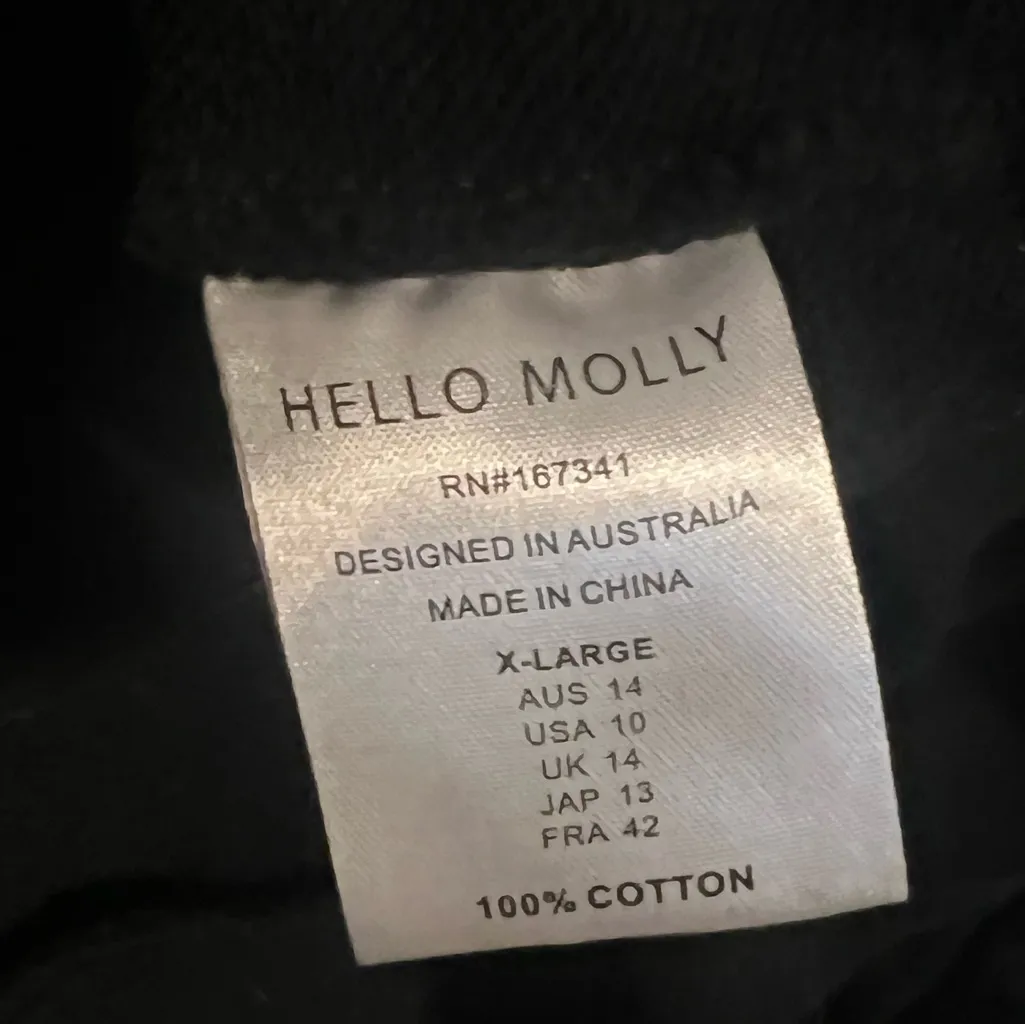 HELLO MOLLY
RN#167341
DESIGNED IN AUSTRALIA
MADE IN CHINA
X-LARGE
AUS 14
USA 10
UK 14
JAP 13
FRA 42
100% COTTON